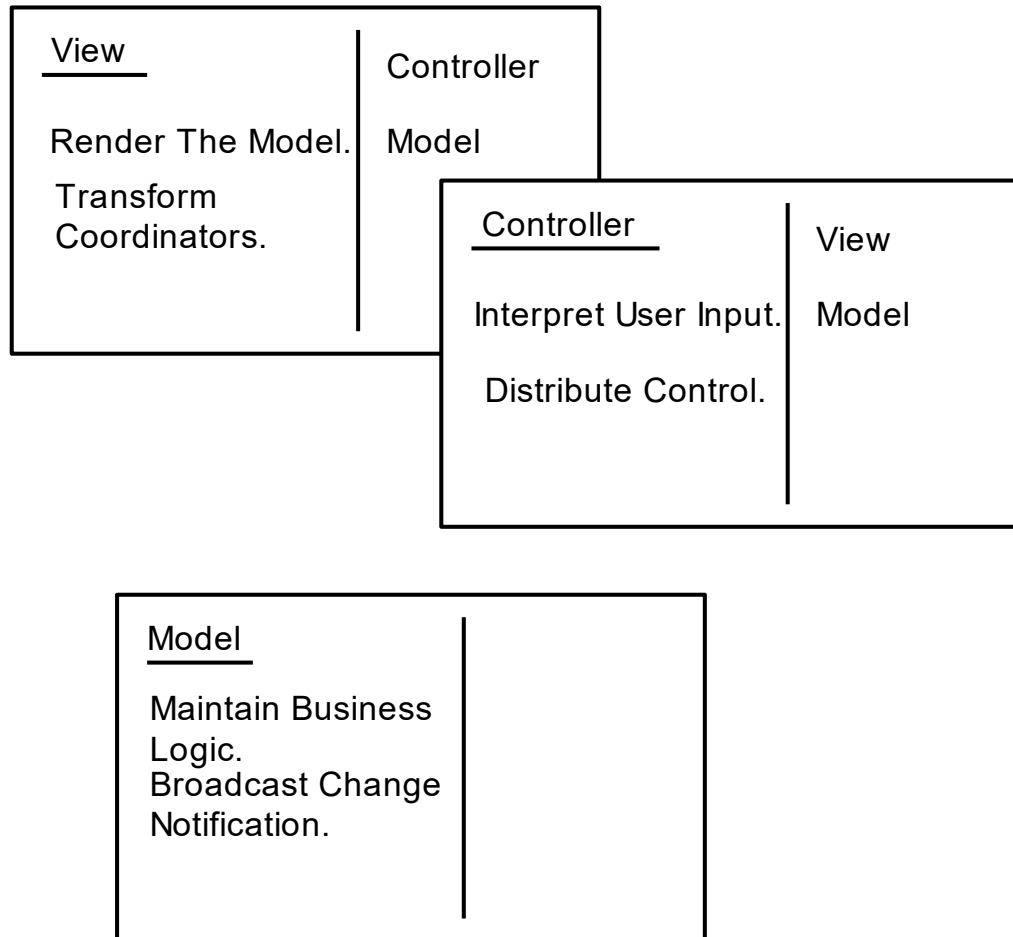 View
Controller
Render The Model.
Model
Transform
Coordinators.
Controller
View
Interpret User Input.
Model
Distribute Control.
Model
Maintain Business
Logic.
Broadcast Change
Notification.